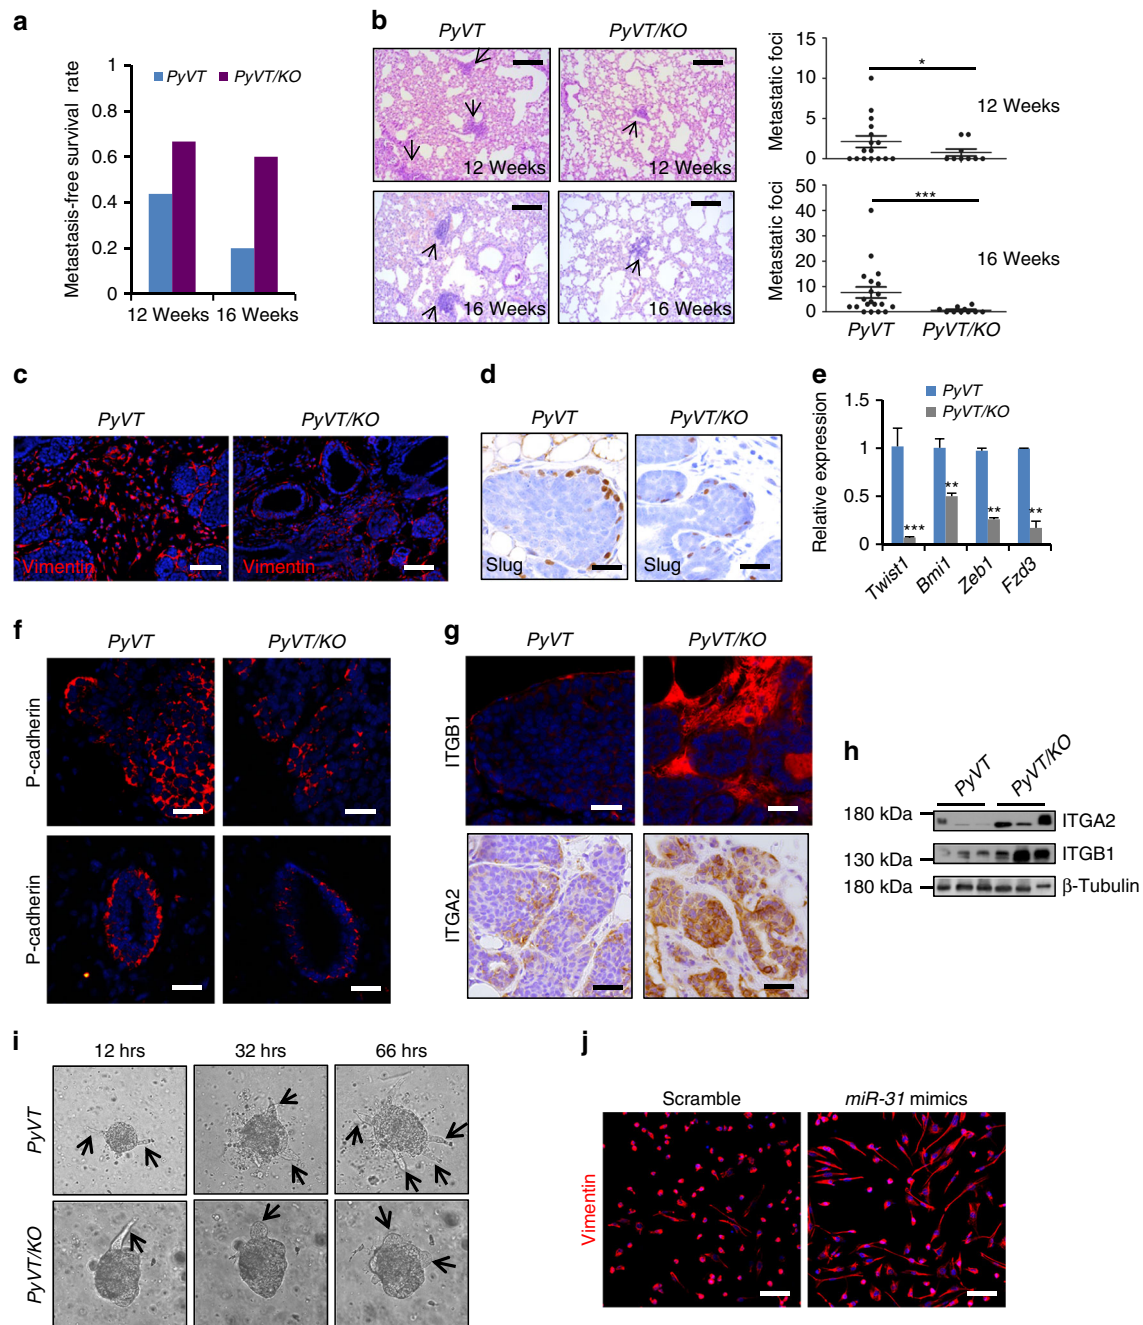 a
Metastasis-free survival rate
1
0.8
0.6
0.4
0.2
0
PyVT
PyVT/KO
12 Weeks
16 Weeks
b
PyVT
PyVT/KO
12 Weeks
12 Weeks
16 Weeks
16 Weeks
Metastatic foci
15
10
5
0
*
12 Weeks
Metastatic foci
50
40
30
20
10
0
***
16 Weeks
PyVT
PyVT/KO
c
PyVT
PyVT/KO
Vimentin
Vimentin
d
PyVT
PyVT/KO
Slug
Slug
e
PyVT
PyVT/KO
Relative expression
1.5
1
0.5
0
***
**
**
**
Twist1
Bmi1
Zeb1
Fzd3
f
PyVT
PyVT/KO
P-cadherin
P-cadherin
g
PyVT
PyVT/KO
ITGB1
ITGA2
h
PyVT
PyVT/KO
180 kDa
ITGA2
130 kDa
ITGB1
180 kDa
β-Tubulin
i
12 hrs
32 hrs
66 hrs
PyVT
PyVT/KO
j
Scramble
miR-31 mimics
Vimentin